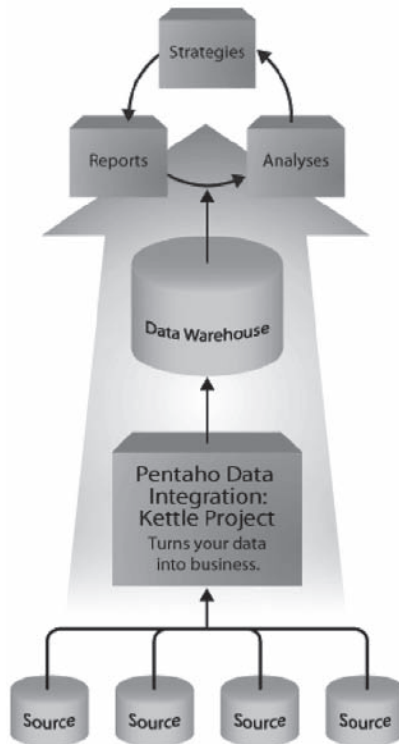 Strategies
Reports
Analyses
Data Warehouse
Pentaho Data
Integration:
Kettle Project
Turns your data
into business.
Source
Source
Source
Source